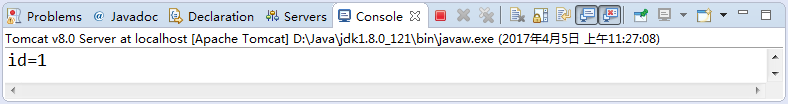 Problems @ Javadoc Declaration Servers Console
Tomcat v8.0 Server at localhost [Apache Tomcat] D:\Java\jdk1.8.0_121\bin\javaw.exe (2017年4月5日 上午11:27:08)
id=1